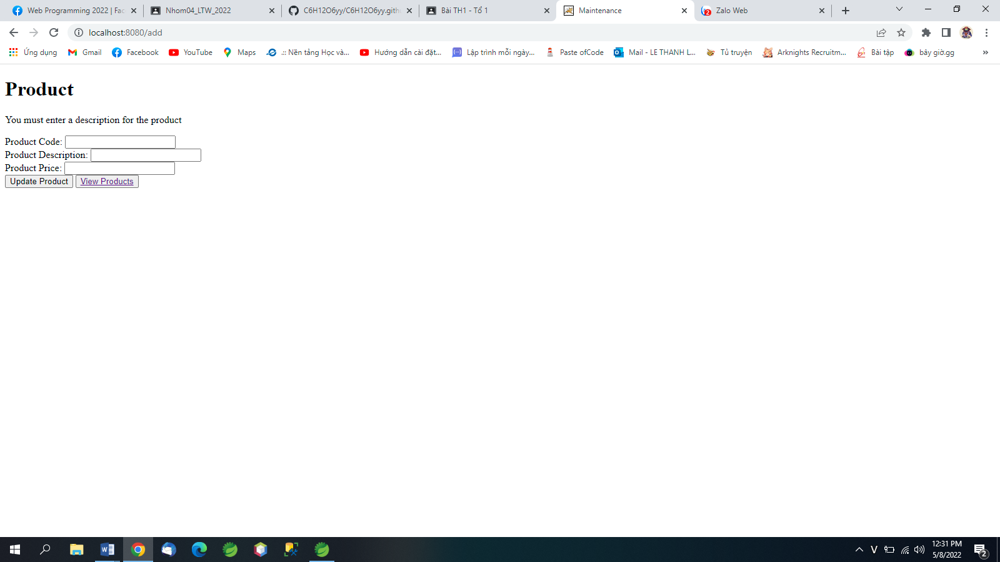 Web Programming 2022 | Fac
Nhom04_LTW_2022
C6H12O6yy/C6H12O6yy.gith
Bài TH1 - Tổ 1
Maintenance
2
Zalo Web
localhost:8080/add
Ứng dụng
Gmail
Facebook
YouTube
Maps
.:: Nền tảng Học và...
Hướng dẫn cài đặt...
Lập trình mỗi ngày...
Paste ofCode
Mail - LE THANH L...
Tủ truyện
Arknights Recruitm...
Bài tập
bây giờ.gg
»
Product
You must enter a description for the product
Product Code:
Product Description:
Product Price:
Update Product
View Products
V
12:31 PM
5/8/2022
2